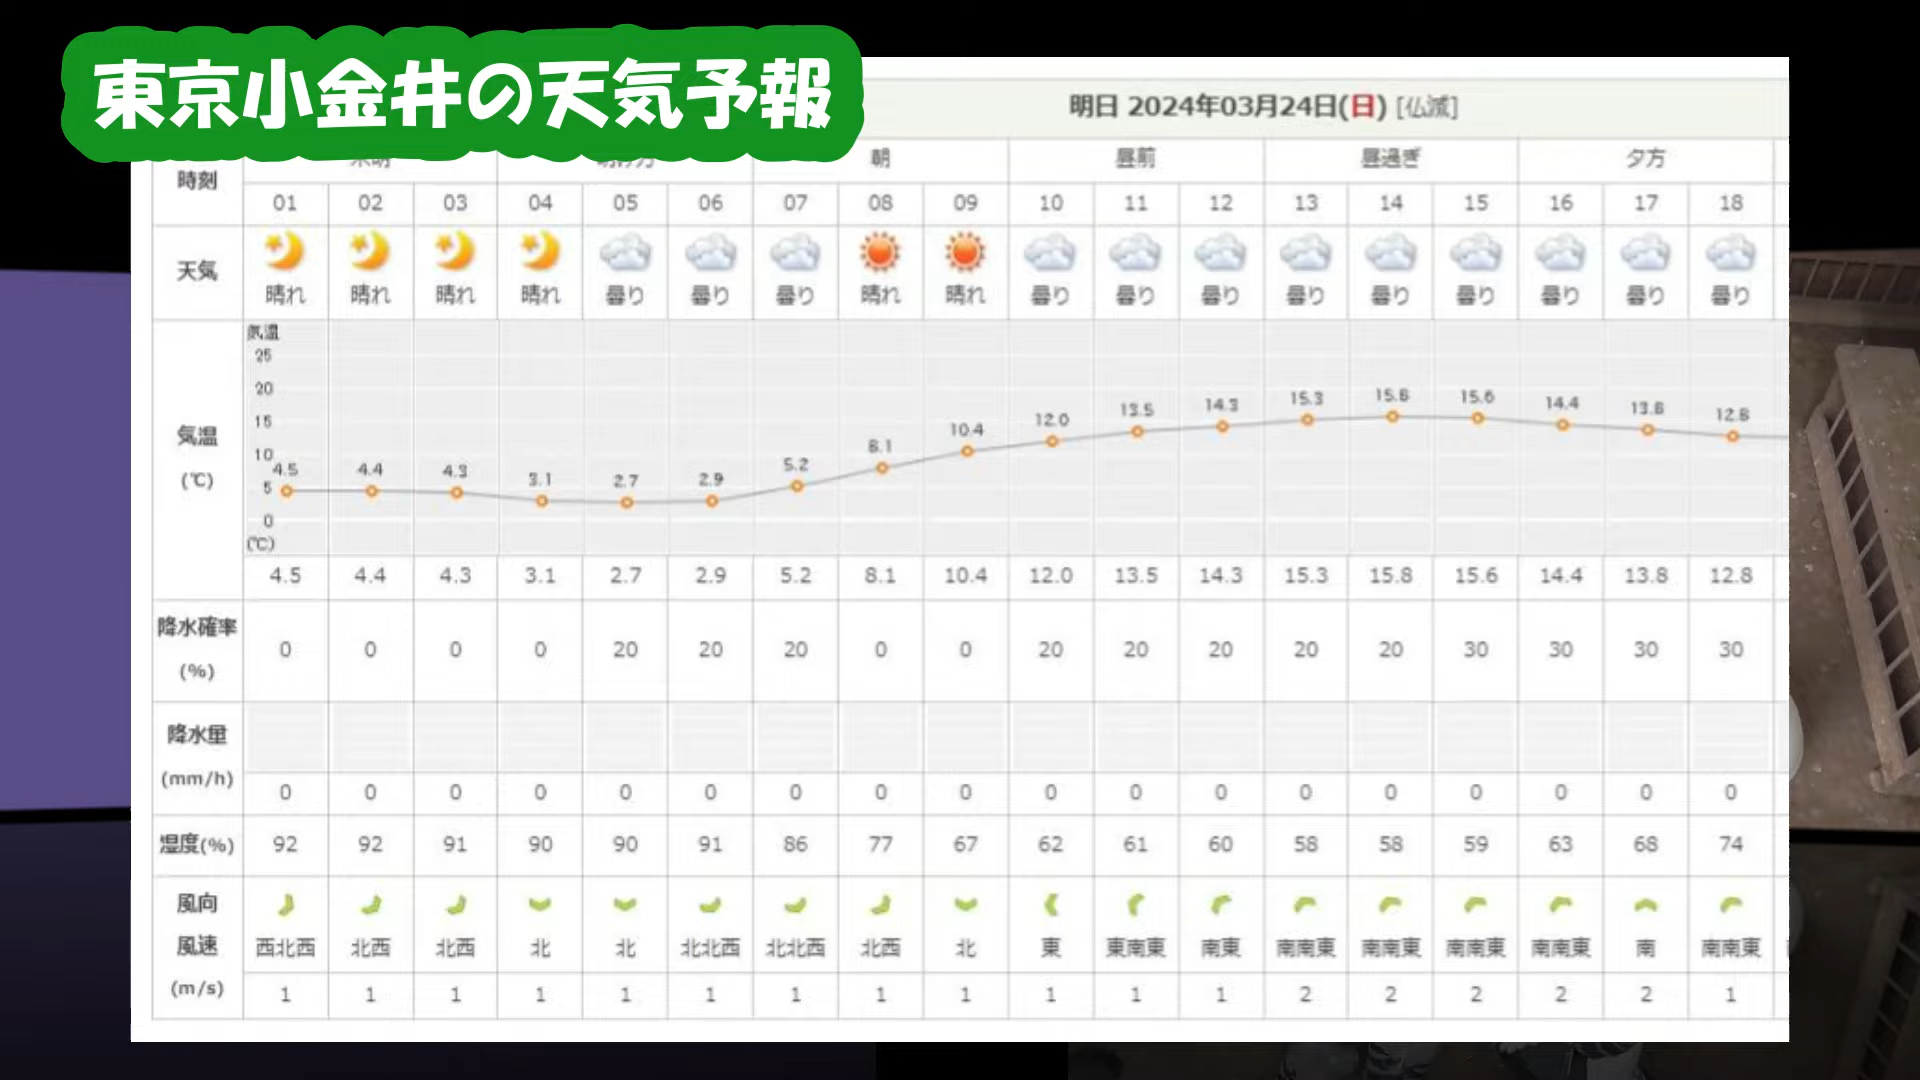 東京小金井の天気予報
明日 2024年03月24日(日) [仏滅]
時刻 朝 昼前 昼過ぎ 夕方
01 02 03 04 05 06 07 08 09 10 11 12 13 14 15 16 17 18
天気 晴れ 晴れ 晴れ 晴れ 曇り 曇り 曇り 晴れ 晴れ 曇り 曇り 曇り 曇り 曇り 曇り 曇り 曇り 曇り
気温
25
20
15
10
5
0
(℃)
4.5 4.4 4.3 3.1 2.7 2.9 5.2 8.1 10.4 12.0 13.5 14.3 15.3 15.8 15.6 14.4 13.8 12.8
気温
(℃)
4.5 4.4 4.3 3.1 2.7 2.9 5.2 8.1 10.4 12.0 13.5 14.3 15.3 15.8 15.6 14.4 13.8 12.8
降水確率
(%)
0 0 0 0 20 20 20 0 0 20 20 20 20 20 30 30 30 30
降水量
(mm/h)
0 0 0 0 0 0 0 0 0 0 0 0 0 0 0 0 0 0
湿度(%) 92 92 91 90 90 91 86 77 67 62 61 60 58 58 59 63 68 74
風向
風速 西北西 北西 北西 北 北 北北西 北北西 北西 北 東 東南東 南東 南南東 南南東 南南東 南南東 南 南南東
(m/s) 1 1 1 1 1 1 1 1 1 1 1 1 2 2 2 2 2 1